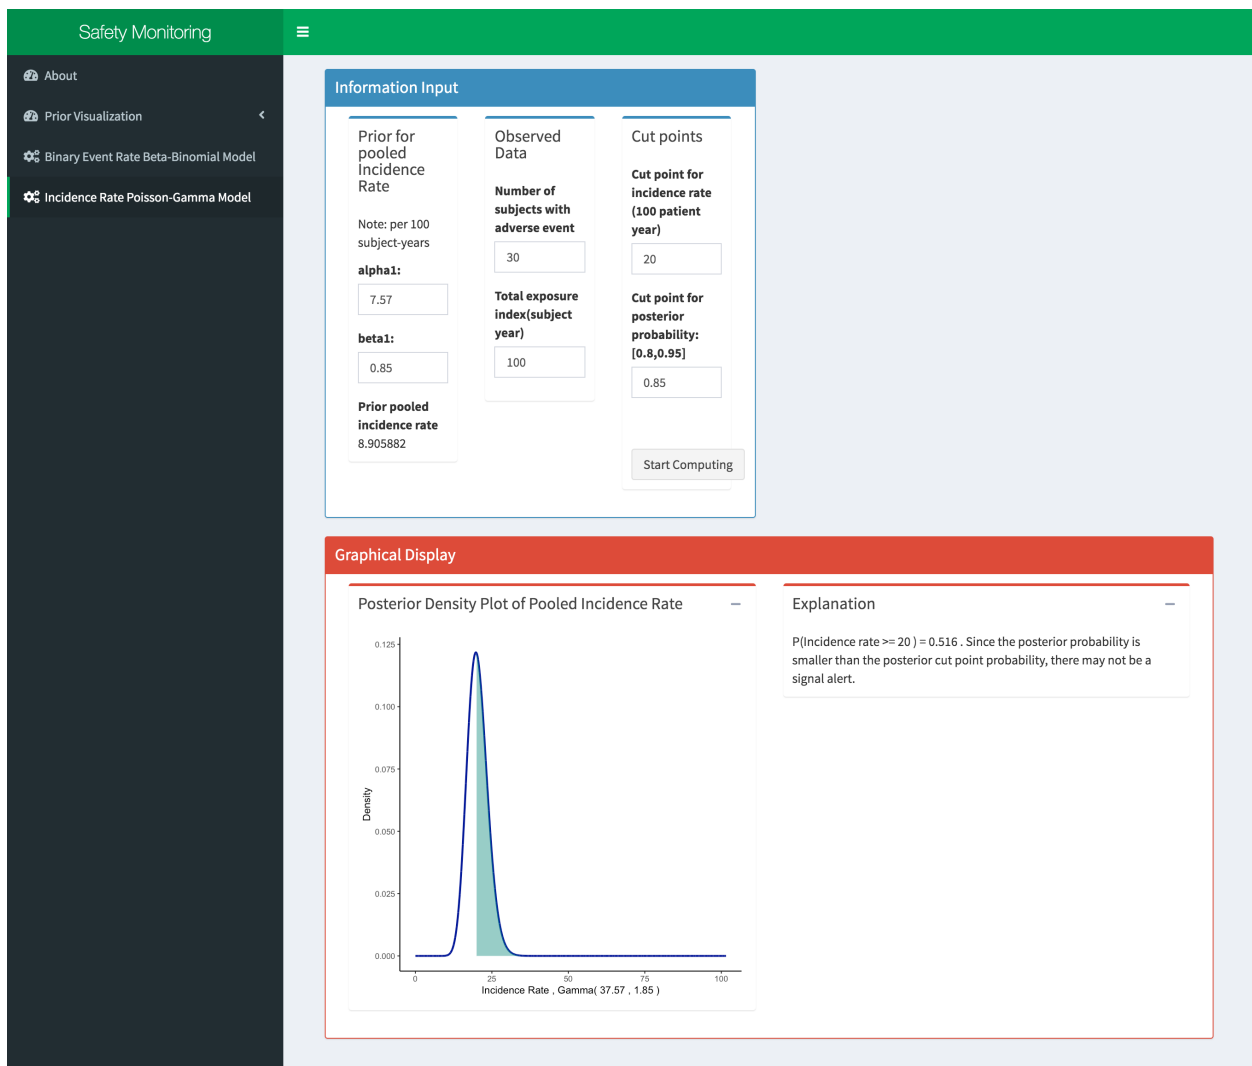 Safety Monitoring
About
Prior Visualization
Binary Event Rate Beta-Binomial Model
Incidence Rate Poisson-Gamma Model
Information Input
Prior for
pooled
Incidence
Rate
Note: per 100
subject-years
alpha1:
7.57
beta1:
0.85
Prior pooled
incidence rate
8.905882
Observed
Data
Number of
subjects with
adverse event
30
Total exposure
index(subject
year)
100
Cut points
Cut point for
incidence rate
(100 patient
year)
20
Cut point for
posterior
probability:
[0.8,0.95]
0.85
Start Computing
Graphical Display
Posterior Density Plot of Pooled Incidence Rate
0.125
0.100
0.075
0.050
0.025
0.000
Density
0 25 50 75 100
Incidence Rate , Gamma( 37.57 , 1.85 )
Explanation
P(Incidence rate >= 20 ) = 0.516 . Since the posterior probability is
smaller than the posterior cut point probability, there may not be a
signal alert.